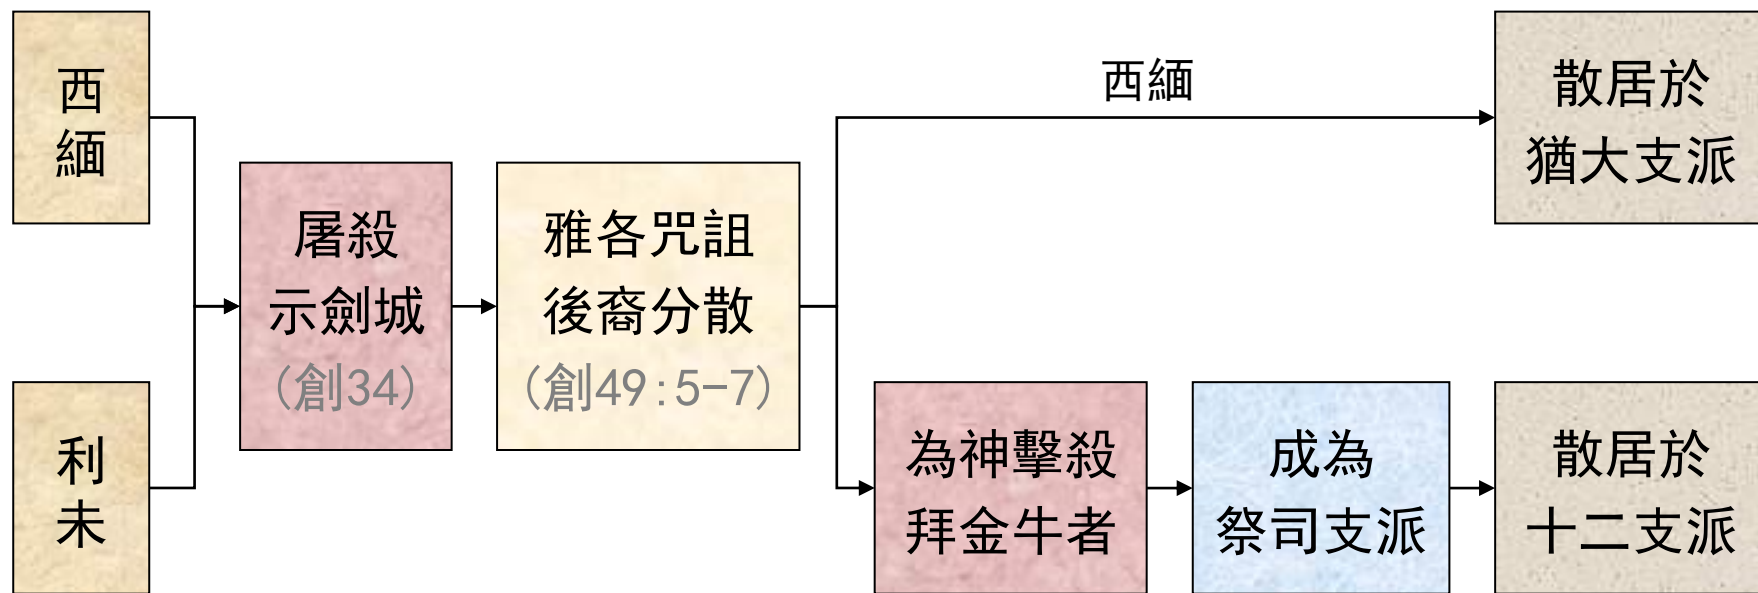 西緬
利未
屠殺
示劍城
(創34)
雅各咒詛
後裔分散
(創49:5-7)
西緬
散居於
猶大支派
為神擊殺
拜金牛者
成為
祭司支派
散居於
十二支派